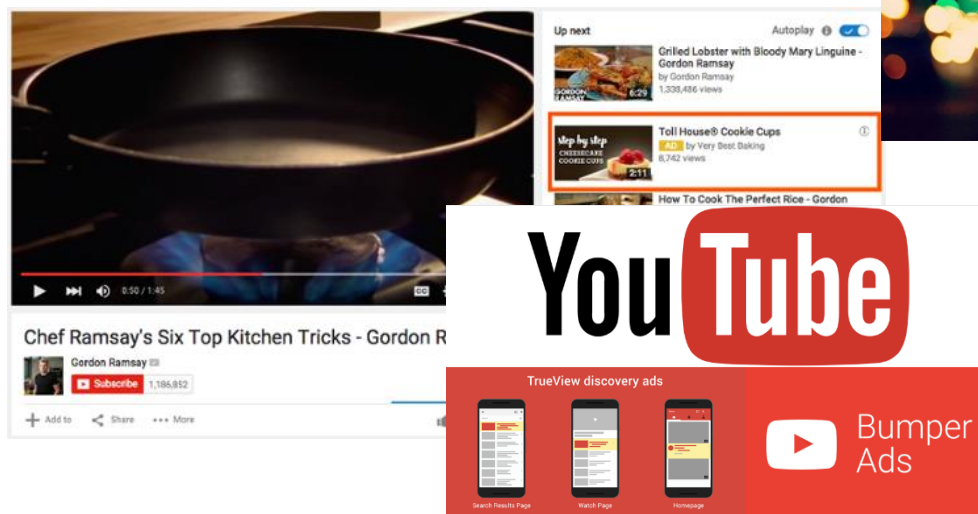 Up next
Autoplay
Grilled Lobster with Bloody Mary Linguine -
Gordon Ramsay
by Gordon Ramsay
1,338,486 views
GORDON
RAMSAY
6:29
step by step
CHEESECAKE
COOKIE CUPS
2:11
Toll House® Cookie Cups
AD by Very Best Baking
8,742 views
How To Cook The Perfect Rice - Gordon
0:50 / 1:45
CC
Chef Ramsay's Six Top Kitchen Tricks - Gordon R
Gordon Ramsay
Subscribe 1,186,852
Add to Share More
YouTube
TrueView discovery ads
Search Results Page
Watch Page
Homepage
Bumper
Ads